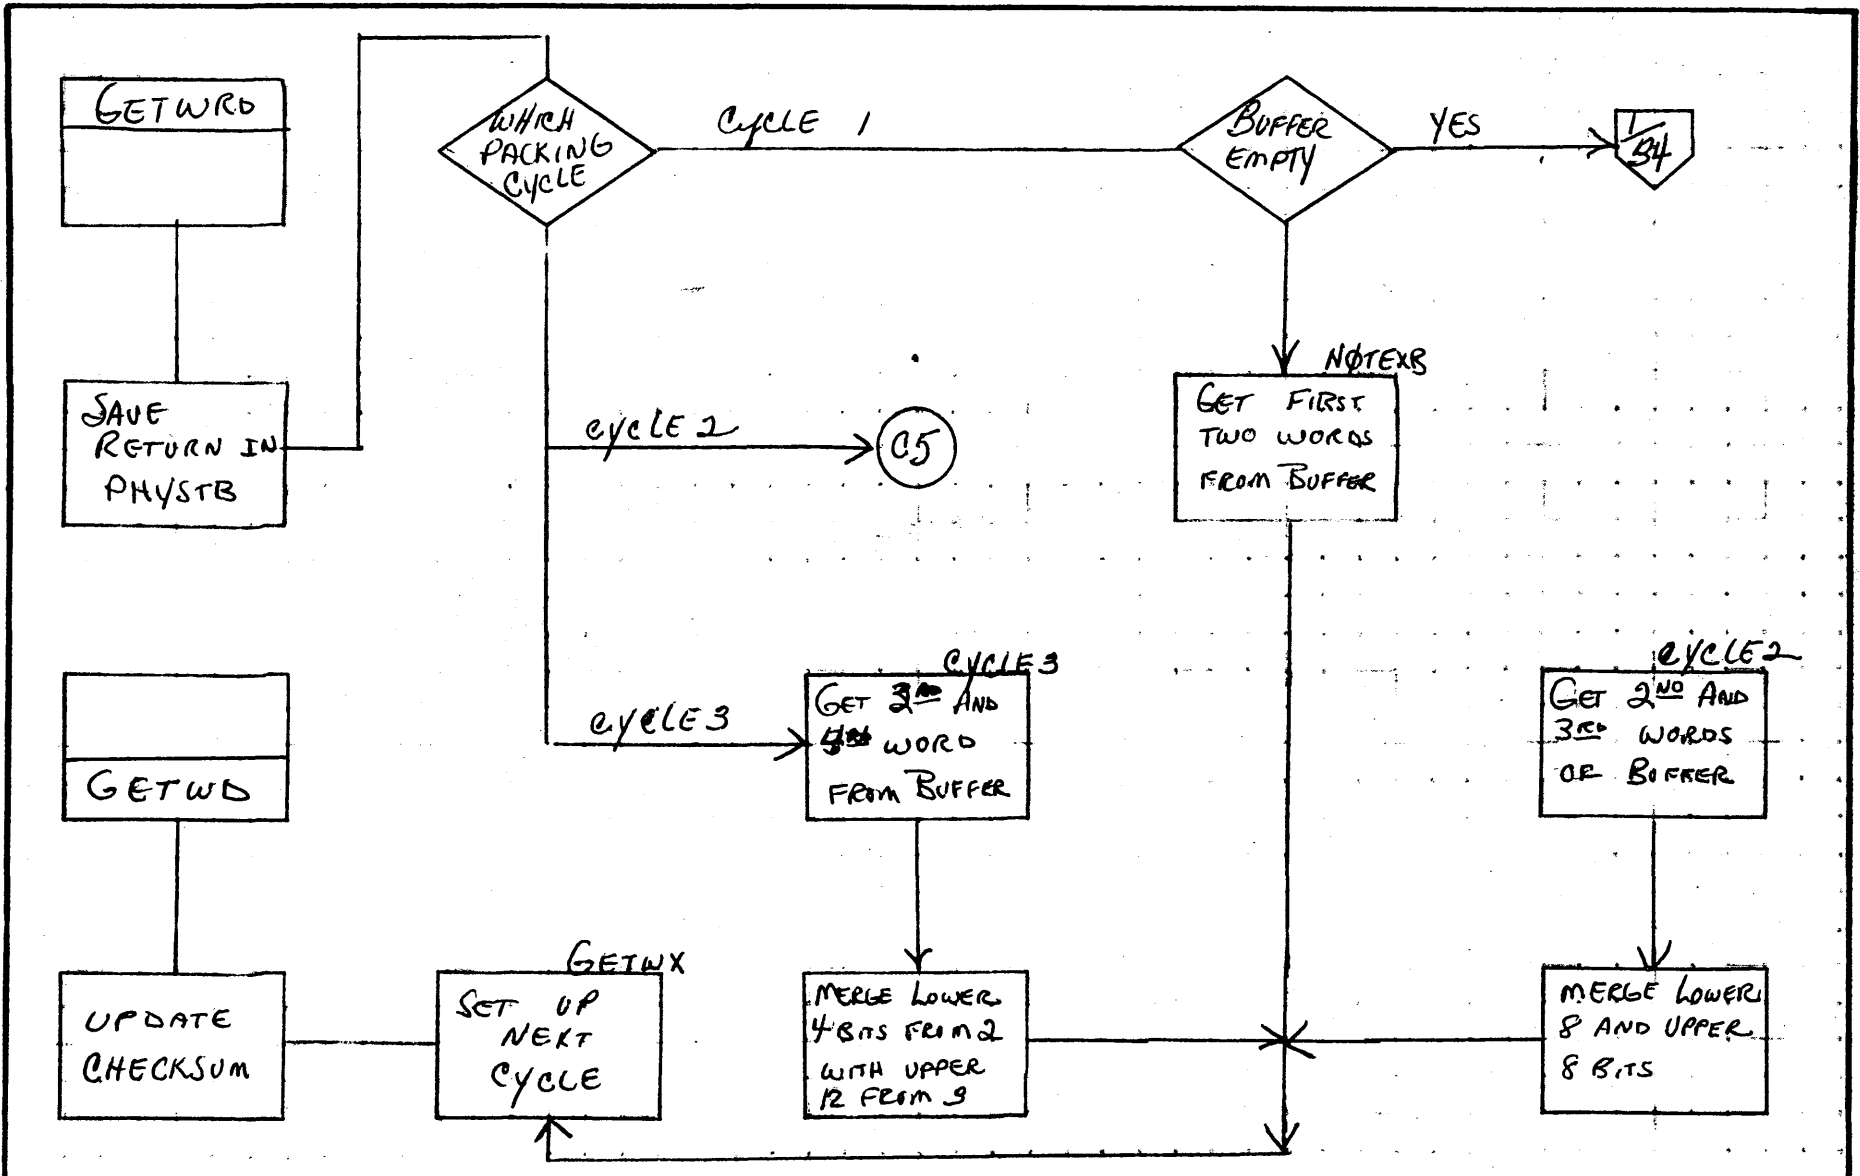 GETWRD
WHICH
PACKING
CYCLE
CYCLE 1
BUFFER
EMPTY
YES
1
B4
SAVE
RETURN IN
PHYSTB
CYCLE 2
C5
NØTEXB
GET FIRST
TWO WORDS
FROM BUFFER
GETWD
CYCLE 3
CYCLE 3
GET AND
WORD
FROM BUFFER
CYCLE 2
GET 2ND AND
3RD WORDS
OF BUFFER
UPDATE
CHECKSUM
GETWX
SET UP
NEXT
CYCLE
MERGE LOWER
4 BITS FROM 2
WITH UPPER
12 FROM 3
MERGE LOWER
8 AND UPPER
8 BITS